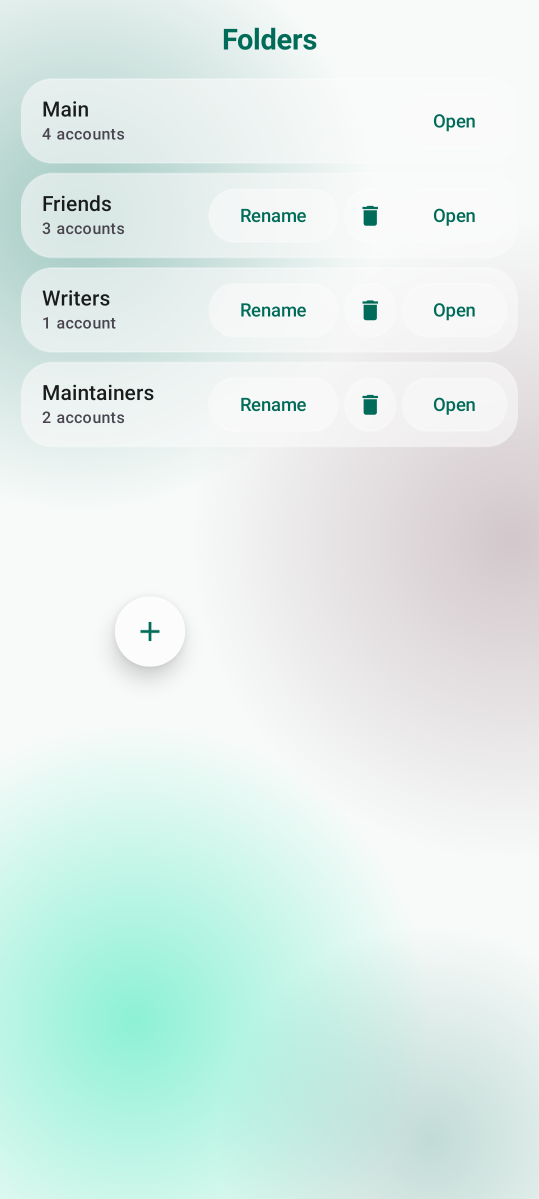 Folders
Main
4 accounts
Open
Friends
3 accounts
Rename
Open
Writers
1 account
Rename
Open
Maintainers
2 accounts
Rename
Open